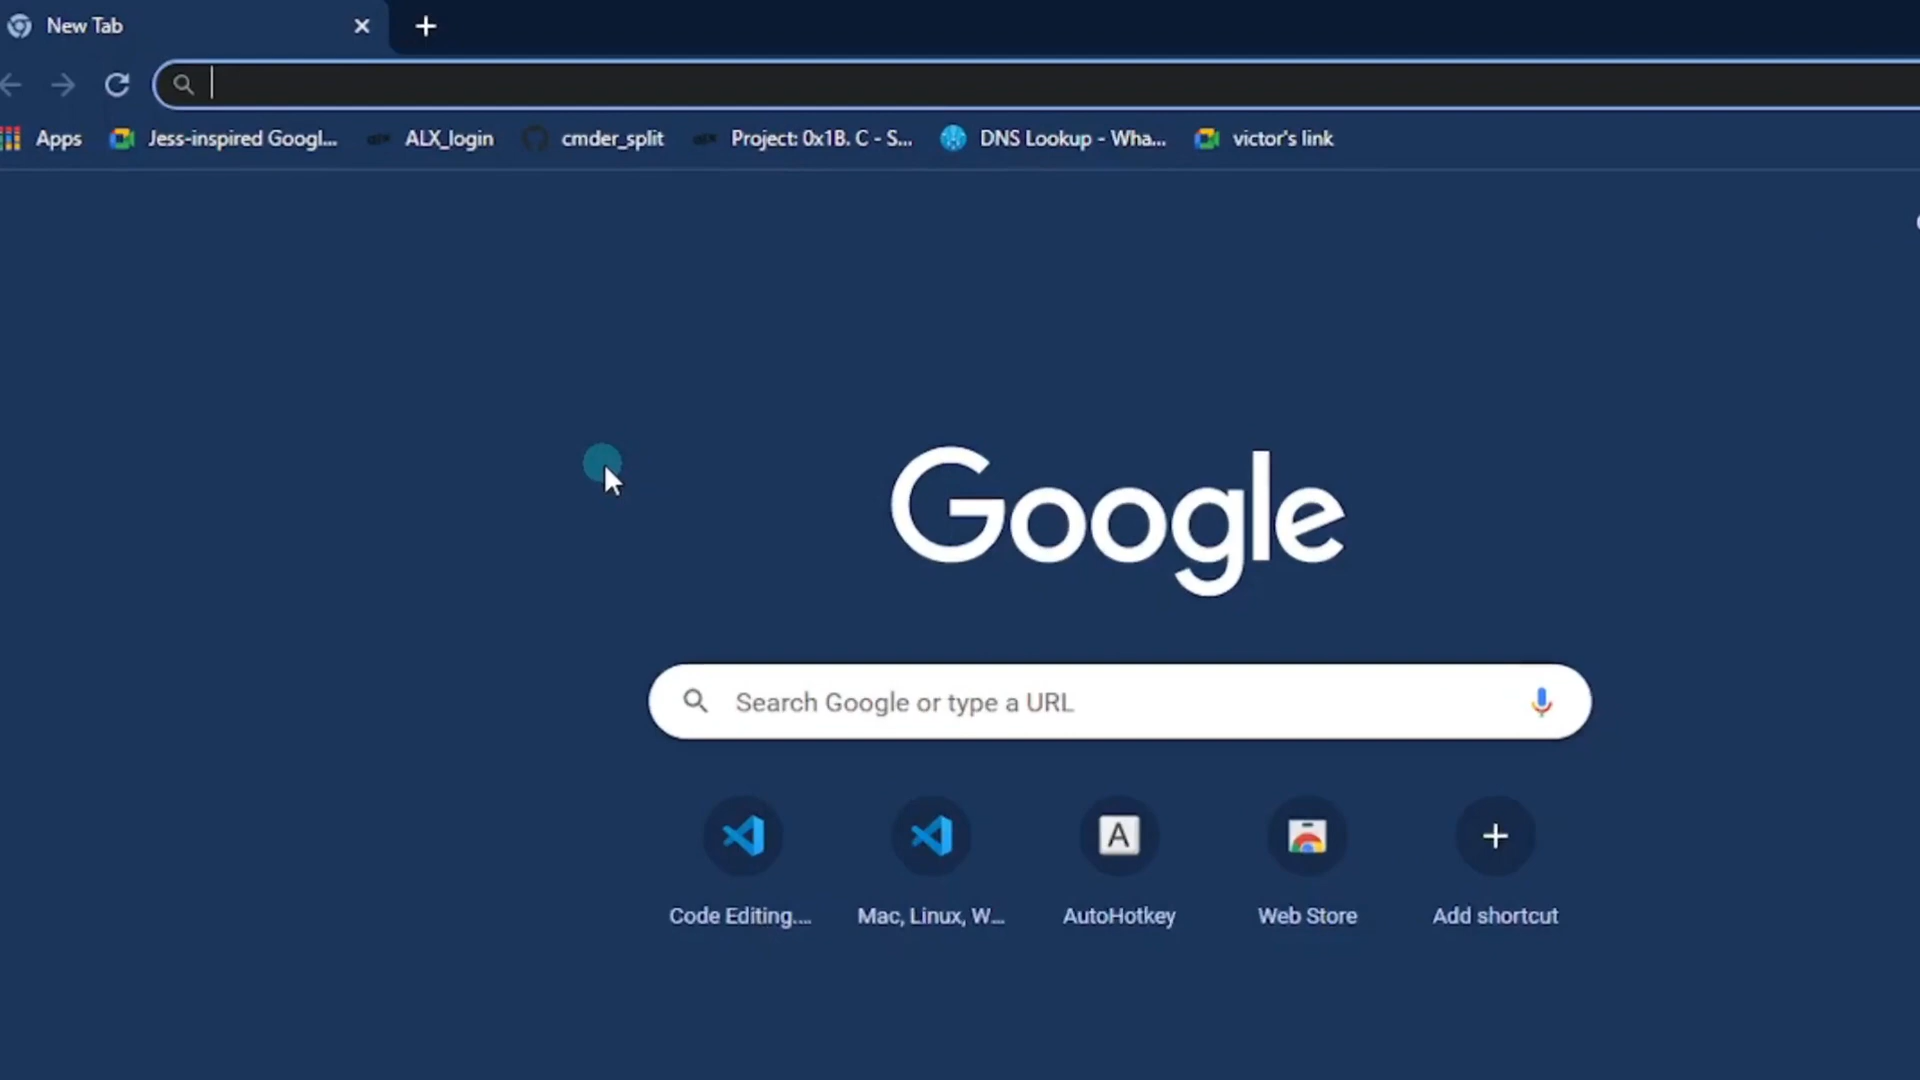 New Tab
Apps Jess-inspired Googl... ALX_login cmder_split Project: 0x1B. C - S... DNS Lookup - Wha... victor's link
Google
Search Google or type a URL
A
Code Editing.... Mac, Linux, W... AutoHotkey Web Store Add shortcut